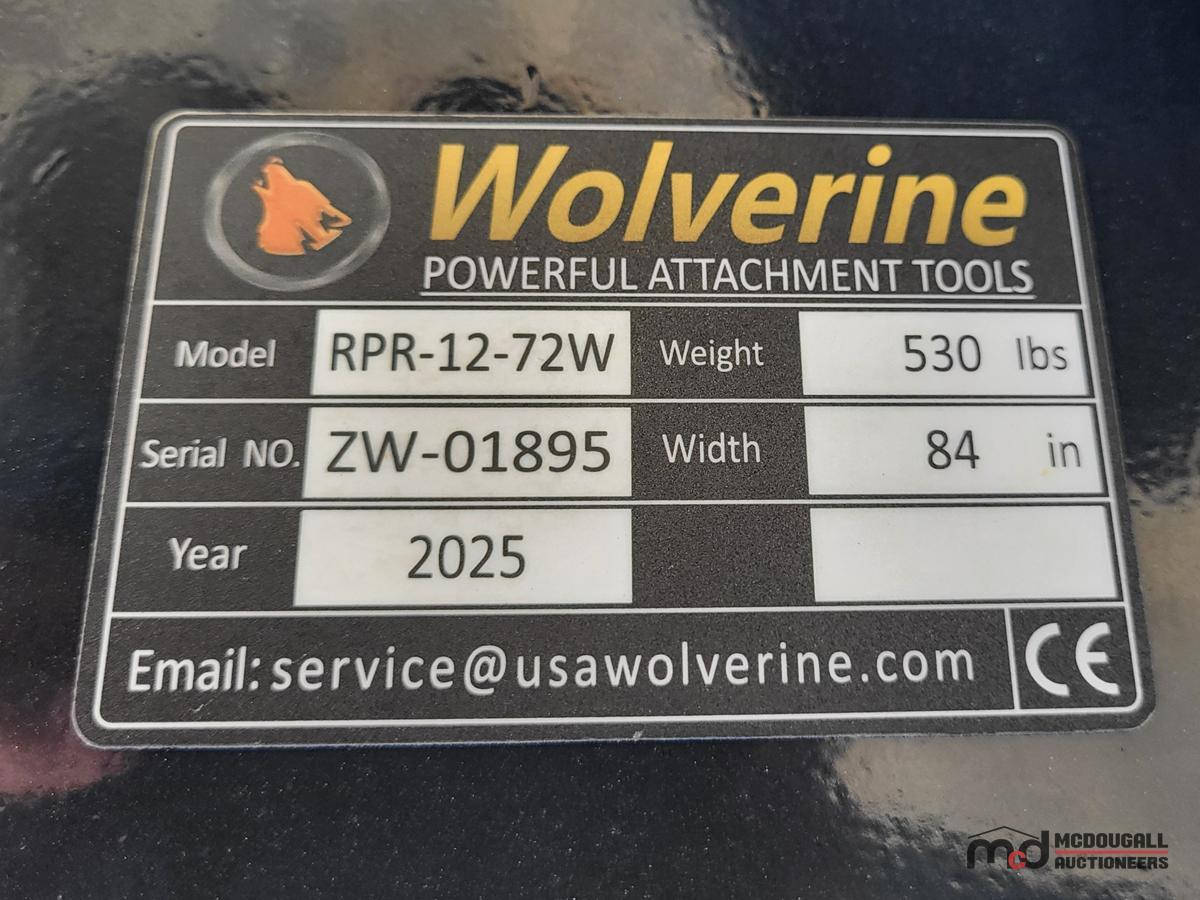 Wolverine
POWERFUL ATTACHMENT TOOLS
Model RPR-12-72W Weight 530 lbs
Serial NO. ZW-01895 Width 84 in
Year 2025
Email: service@usawolverine.com CE
mcd MCDOUGALL
AUCTIONEERS